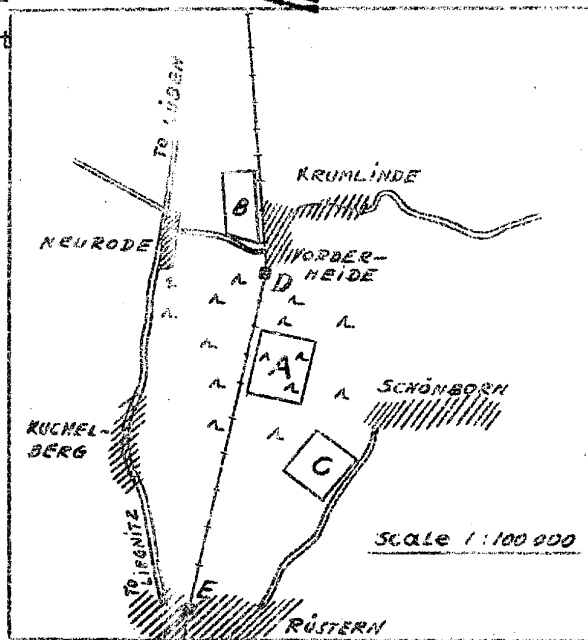 To LÜBEN
KRUMLINDE
B
NEURODE
VORDER-
HEIDE
D
A
SCHÖNBORN
KUCHEL-
BERG
C
Scale 1:100 000
TO LIEGNITZ
E
RÜSTERN